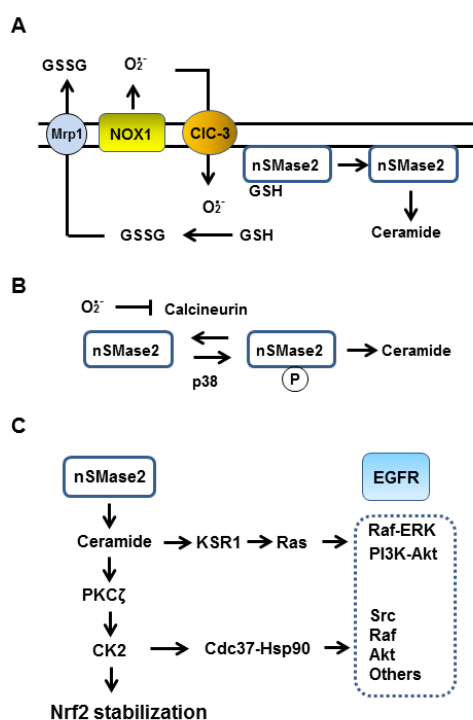 A
GSSG
O₂•−
Mrp1
NOX1
ClC-3
nSMase2
nSMase2
GSH
O₂•−
GSSG
GSH
Ceramide
B
O₂•−
Calcineurin
nSMase2
nSMase2
Ceramide
p38
P
C
nSMase2
EGFR
Ceramide
KSR1
Ras
Raf-ERK
PI3K-Akt
PKCζ
Src
CK2
Cdc37-Hsp90
Raf
Akt
Others
Nrf2 stabilization